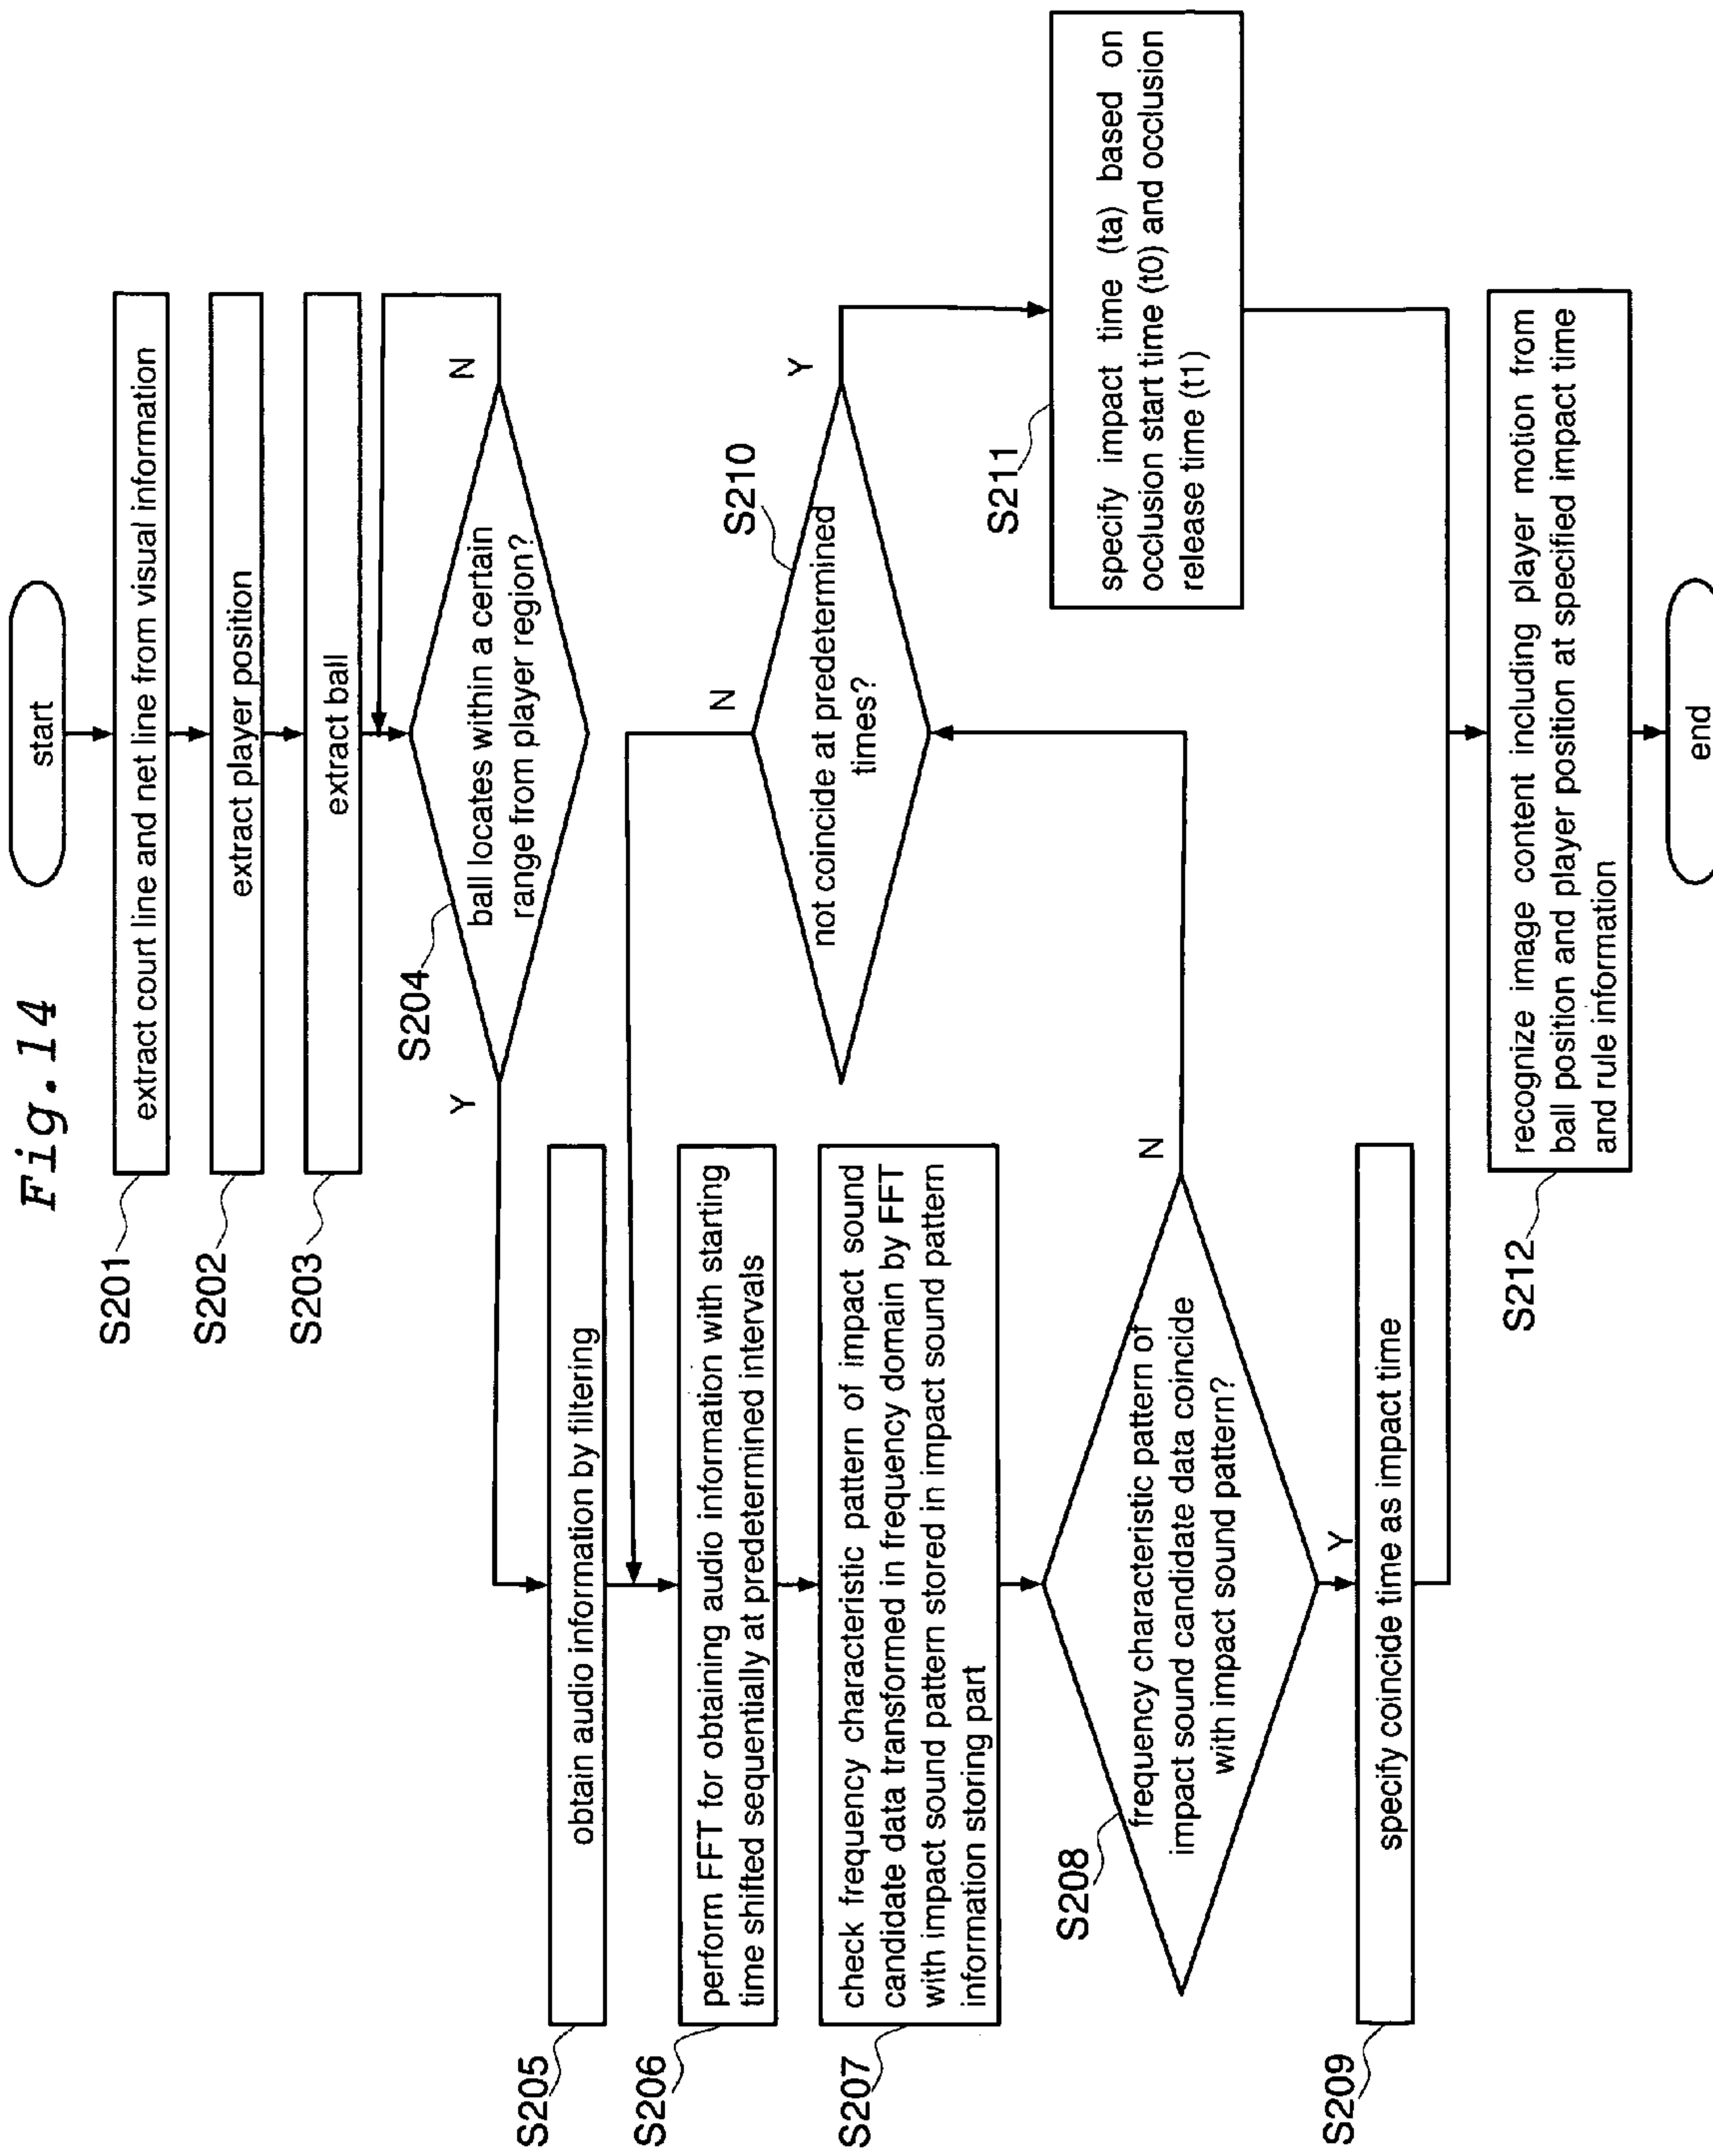 Fig.14
start
S201
extract court line and net line from visual information
S202
extract player position
S203
extract ball
S204
ball locates within a certain
range from player region?
Y
N
S205
obtain audio information by filtering
S206
perform FFT for obtaining audio information with starting
time shifted sequentially at predetermined intervals
S207
check frequency characteristic pattern of impact sound
candidate data transformed in frequency domain by FFT
with impact sound pattern stored in impact sound pattern
information storing part
S208
frequency characteristic pattern of
impact sound candidate data coincide
with impact sound pattern?
N
Y
S209
specify coincide time as impact time
S210
not coincide at predetermined
times?
N
Y
S211
specify impact time (ta) based on
occlusion start time (t0) and occlusion
release time (t1)
S212
recognize image content including player motion from
ball position and player position at specified impact time
and rule information
end